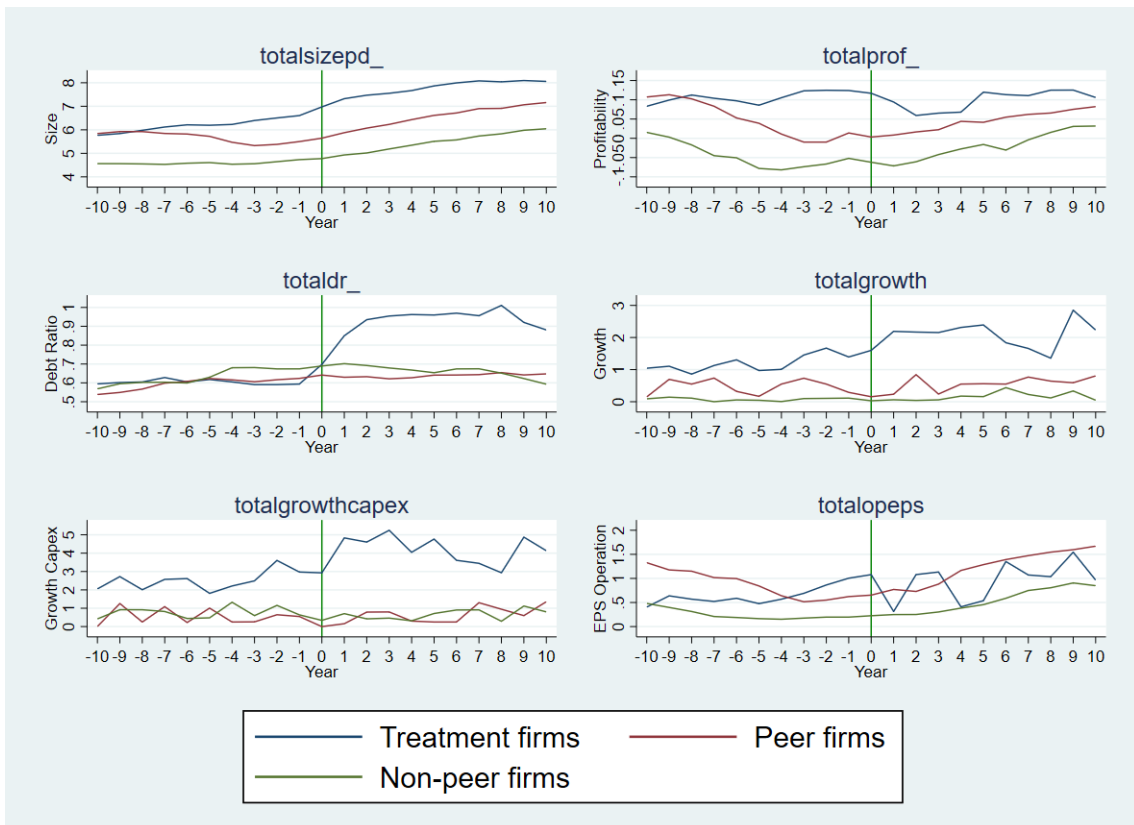 totalsizepd_
Size
4 5 6 7 8
-10 -9 -8 -7 -6 -5 -4 -3 -2 -1 0 1 2 3 4 5 6 7 8 9 10
Year
totalprof_
Profitability
-.1-.050 .05 .1 .15
-10 -9 -8 -7 -6 -5 -4 -3 -2 -1 0 1 2 3 4 5 6 7 8 9 10
Year
totaldr_
Debt Ratio
.5 .6 .7 .8 .9 1
-10 -9 -8 -7 -6 -5 -4 -3 -2 -1 0 1 2 3 4 5 6 7 8 9 10
Year
totalgrowth
Growth
0 1 2 3
-10 -9 -8 -7 -6 -5 -4 -3 -2 -1 0 1 2 3 4 5 6 7 8 9 10
Year
totalgrowthcapex
Growth Capex
0 1 2 3 4 5
-10 -9 -8 -7 -6 -5 -4 -3 -2 -1 0 1 2 3 4 5 6 7 8 9 10
Year
totalopeps
EPS Operation
0 .5 1 1.5 2
-10 -9 -8 -7 -6 -5 -4 -3 -2 -1 0 1 2 3 4 5 6 7 8 9 10
Year
Treatment firms
Peer firms
Non-peer firms